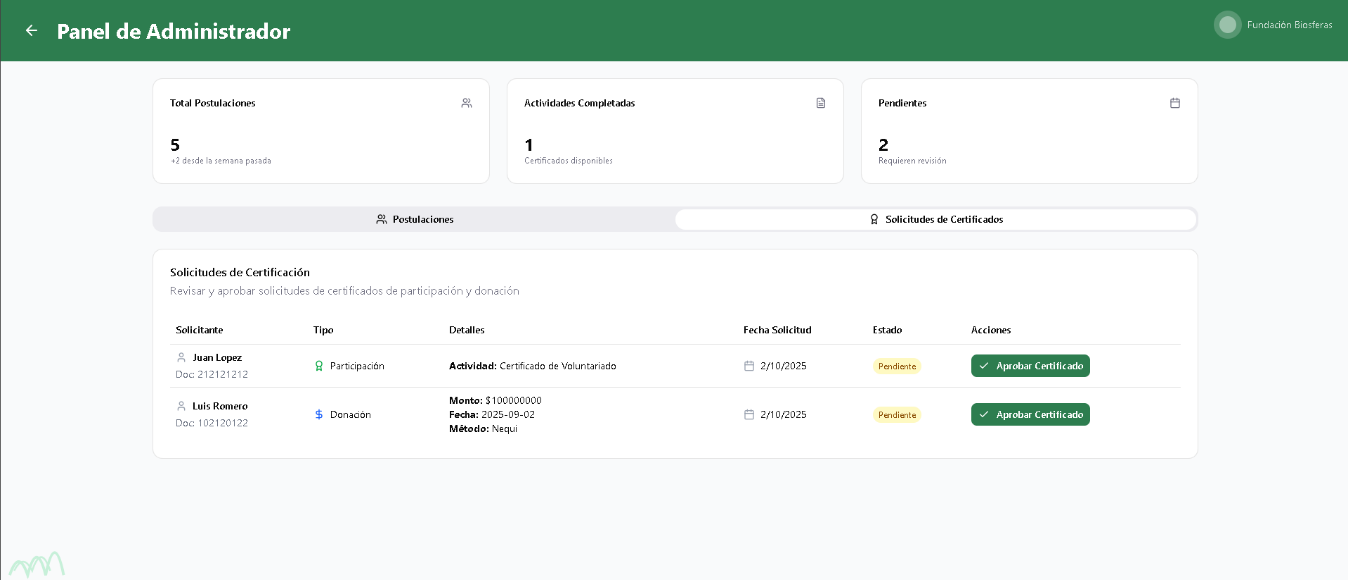 Panel de Administrador
Fundación Biosferas
Total Postulaciones
5
+2 desde la semana pasada
Actividades Completadas
1
Certificados disponibles
Pendientes
2
Requieren revisión
Postulaciones
Solicitudes de Certificados
Solicitudes de Certificación
Revisar y aprobar solicitudes de certificados de participación y donación
Solicitante Tipo Detalles Fecha Solicitud Estado Acciones
Juan Lopez
Doc: 212121212
Participación
Actividad: Certificado de Voluntariado
2/10/2025
Pendiente
Aprobar Certificado
Luis Romero
Doc: 102120122
Donación
Monto: $100000000
Fecha: 2025-09-02
Método: Nequi
2/10/2025
Pendiente
Aprobar Certificado